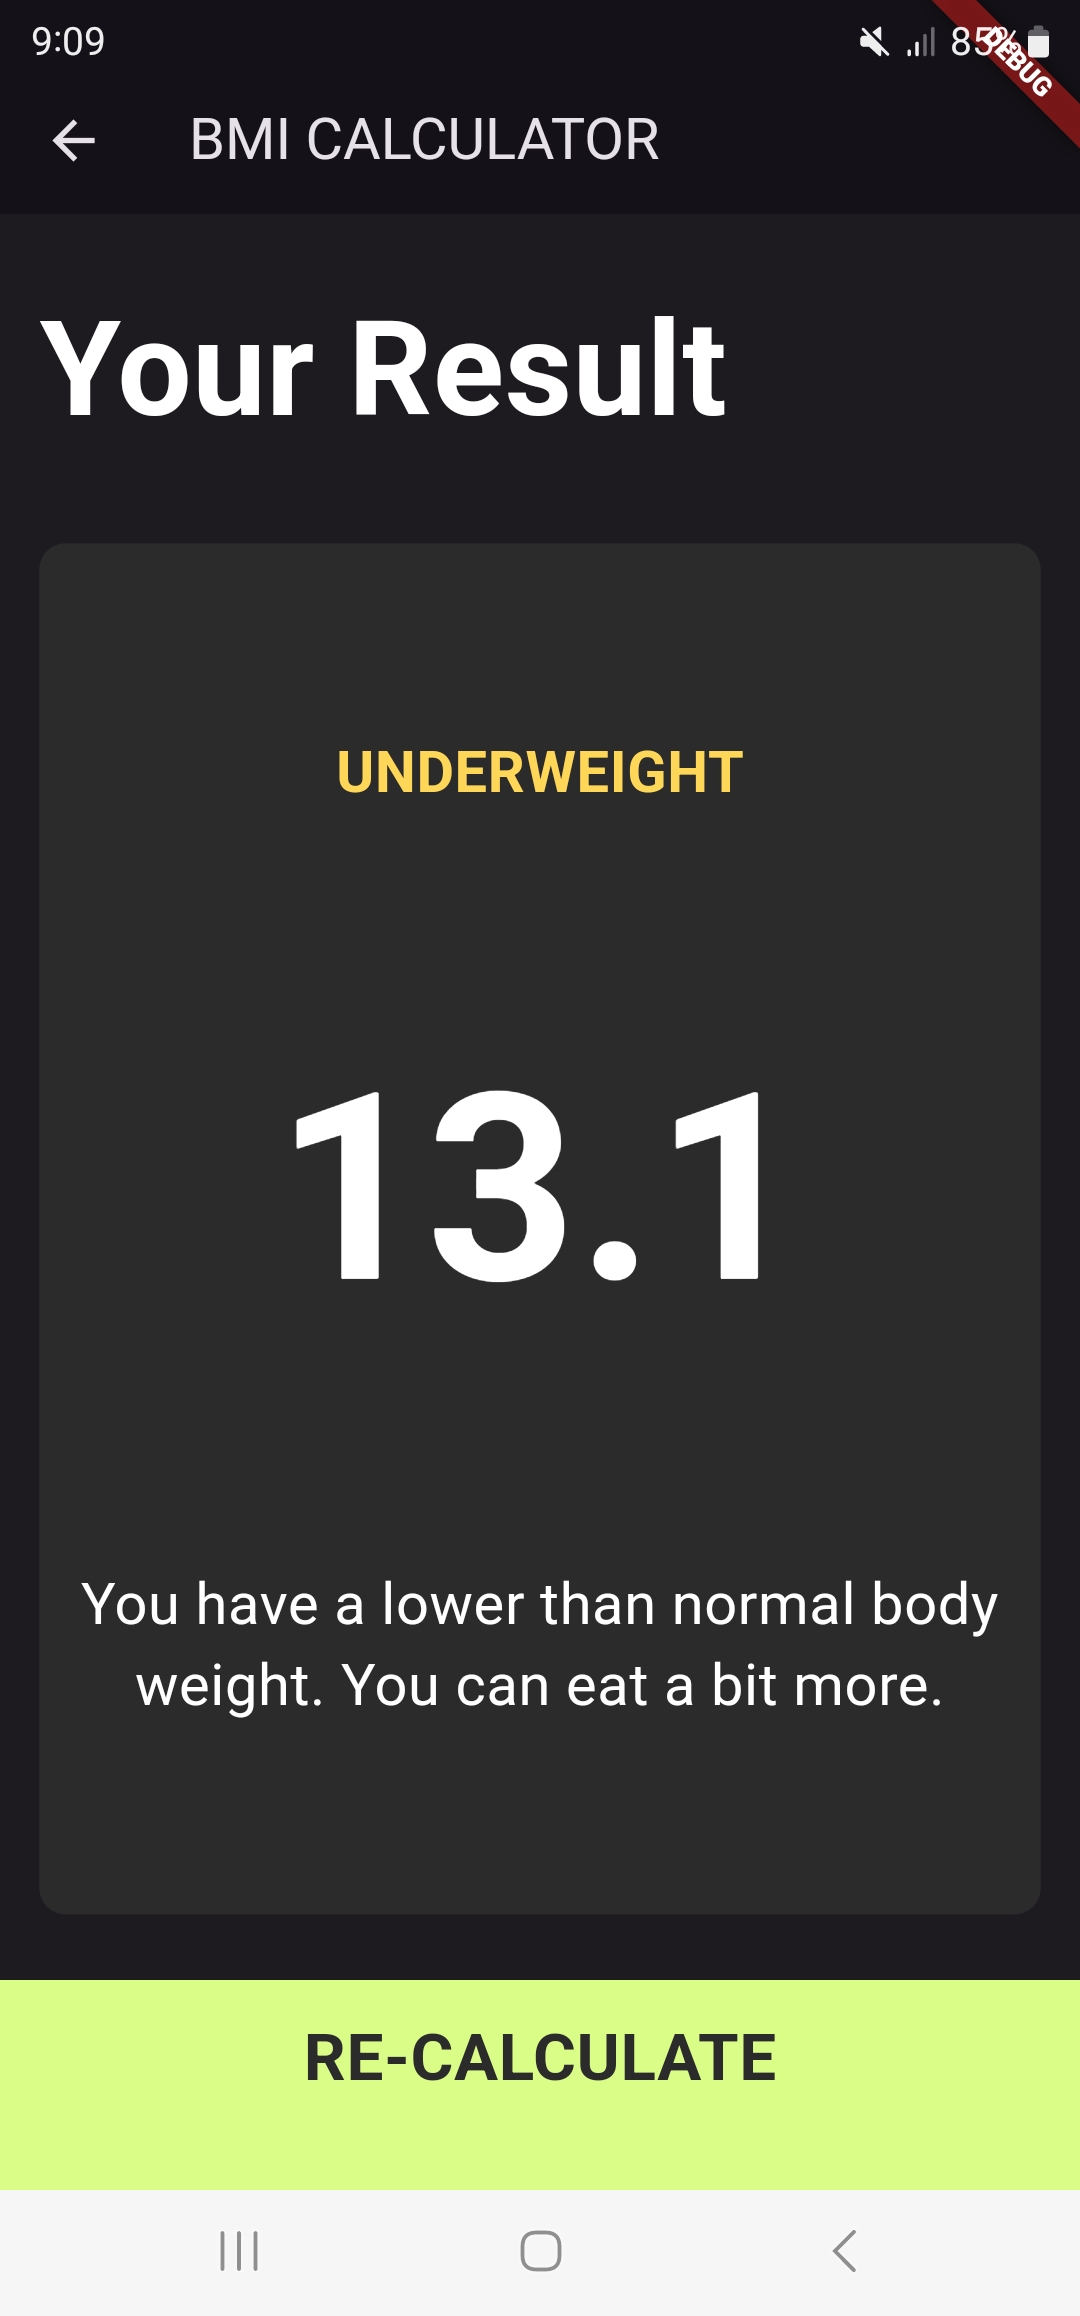 9:09
85%
DEBUG
BMI CALCULATOR
Your Result
UNDERWEIGHT
13.1
You have a lower than normal body
weight. You can eat a bit more.
RE-CALCULATE